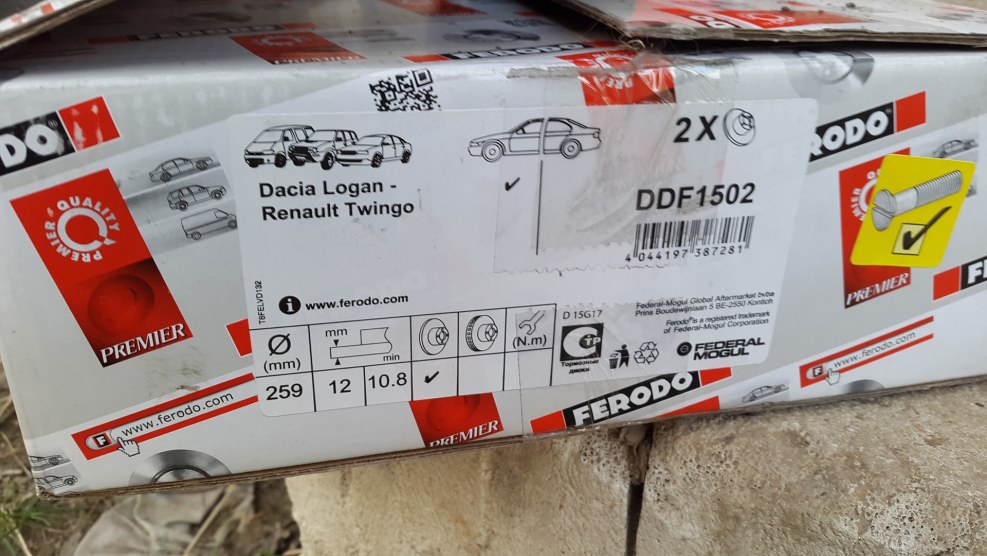 FERODO
DO
PREMIER QUALITY
PREMIER
Dacia Logan -
Renault Twingo
2X
DDF1502
4 044197 387281
TBFELVD132
www.ferodo.com
Federal-Mogul Global Aftermarket bvba
Prins Boudewijnlaan 5 BE-2550 Kontich
Ferodo® is a registered trademark
of Federal-Mogul Corporation.
Ø
(mm)
mm
min
(N.m)
259
12
10.8
D 15G17
Тормозные
диски
FEDERAL
MOGUL
RODO
MIER
PREMIER
F
www.ferodo.com
F
www.ferodo.com
FERODO
PREMIER
F